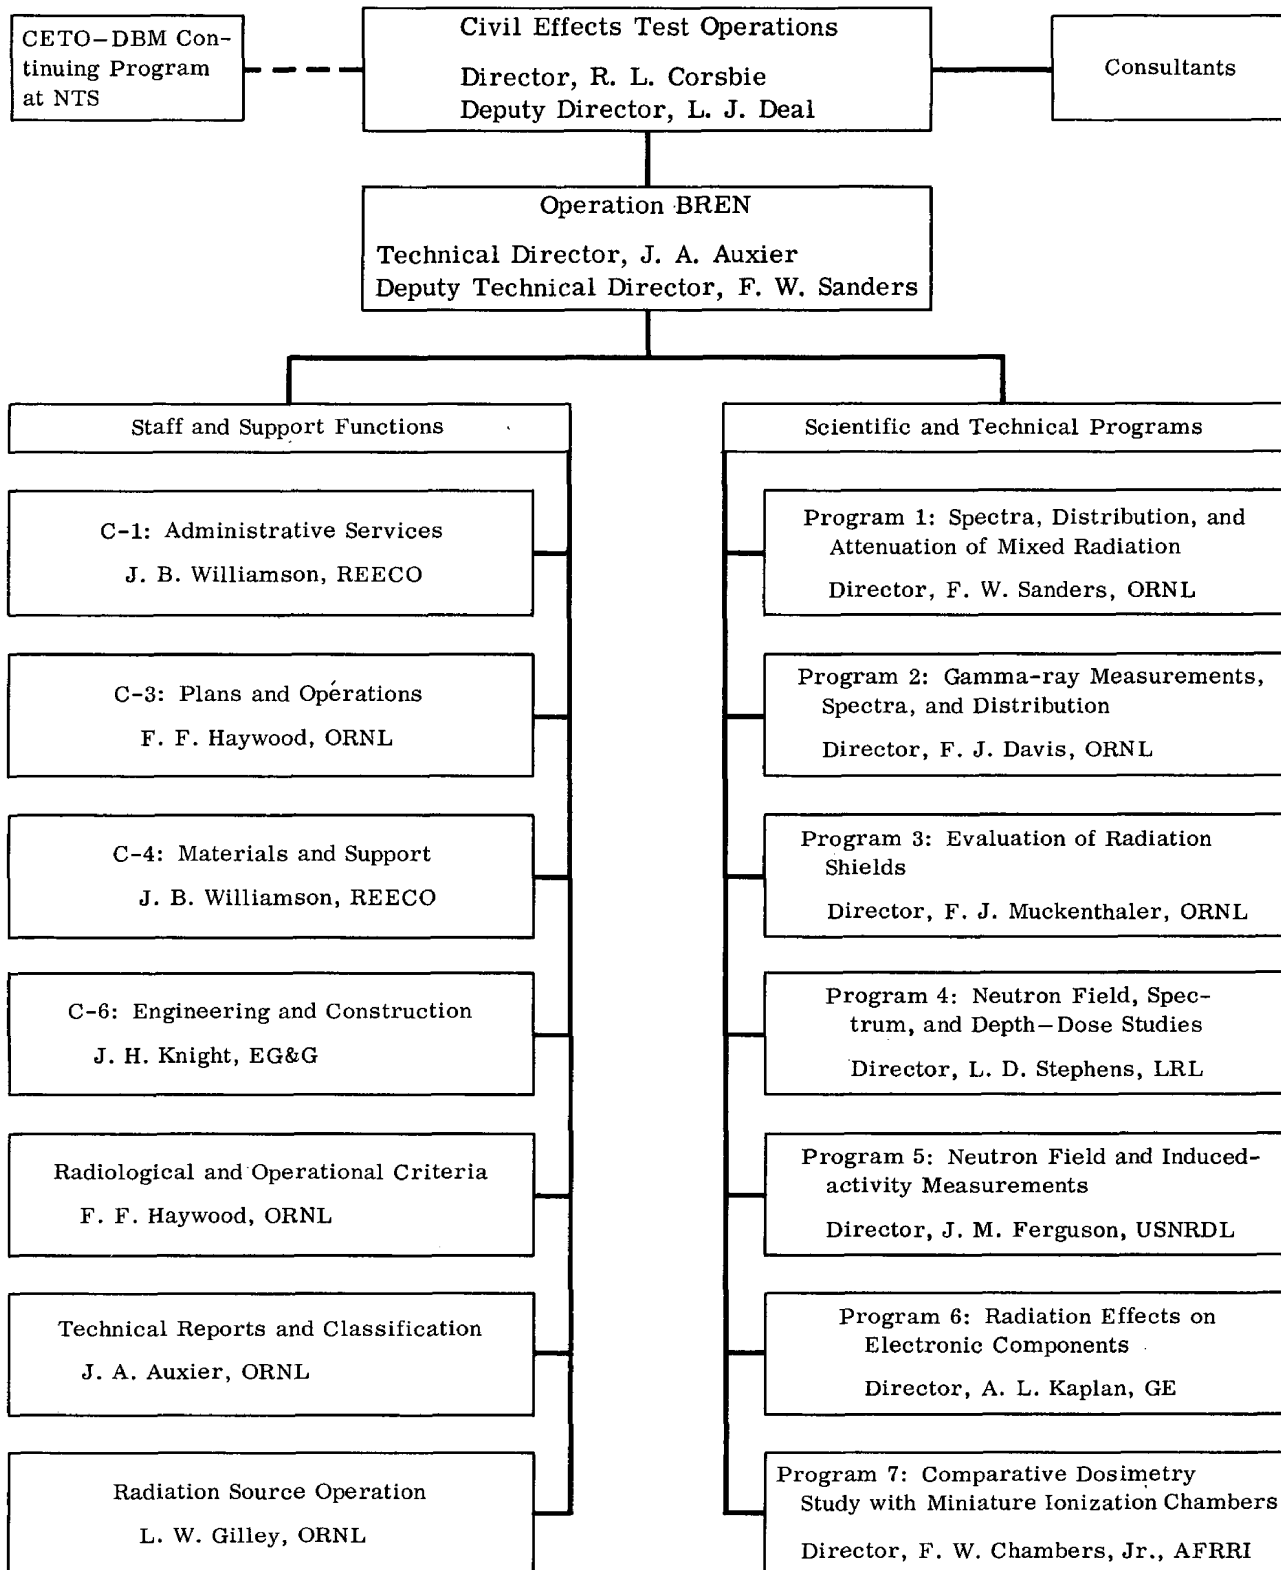 CETO–DBM Con-
tinuing Program
at NTS
Civil Effects Test Operations
Director, R. L. Corsbie
Deputy Director, L. J. Deal
Consultants
Operation BREN
Technical Director, J. A. Auxier
Deputy Technical Director, F. W. Sanders
Staff and Support Functions
C-1: Administrative Services
J. B. Williamson, REECO
C-3: Plans and Operations
F. F. Haywood, ORNL
C-4: Materials and Support
J. B. Williamson, REECO
C-6: Engineering and Construction
J. H. Knight, EG&G
Radiological and Operational Criteria
F. F. Haywood, ORNL
Technical Reports and Classification
J. A. Auxier, ORNL
Radiation Source Operation
L. W. Gilley, ORNL
Scientific and Technical Programs
Program 1: Spectra, Distribution, and
Attenuation of Mixed Radiation
Director, F. W. Sanders, ORNL
Program 2: Gamma-ray Measurements,
Spectra, and Distribution
Director, F. J. Davis, ORNL
Program 3: Evaluation of Radiation
Shields
Director, F. J. Muckenthaler, ORNL
Program 4: Neutron Field, Spec-
trum, and Depth–Dose Studies
Director, L. D. Stephens, LRL
Program 5: Neutron Field and Induced-
activity Measurements
Director, J. M. Ferguson, USNRDL
Program 6: Radiation Effects on
Electronic Components
Director, A. L. Kaplan, GE
Program 7: Comparative Dosimetry
Study with Miniature Ionization Chambers
Director, F. W. Chambers, Jr., AFRRI